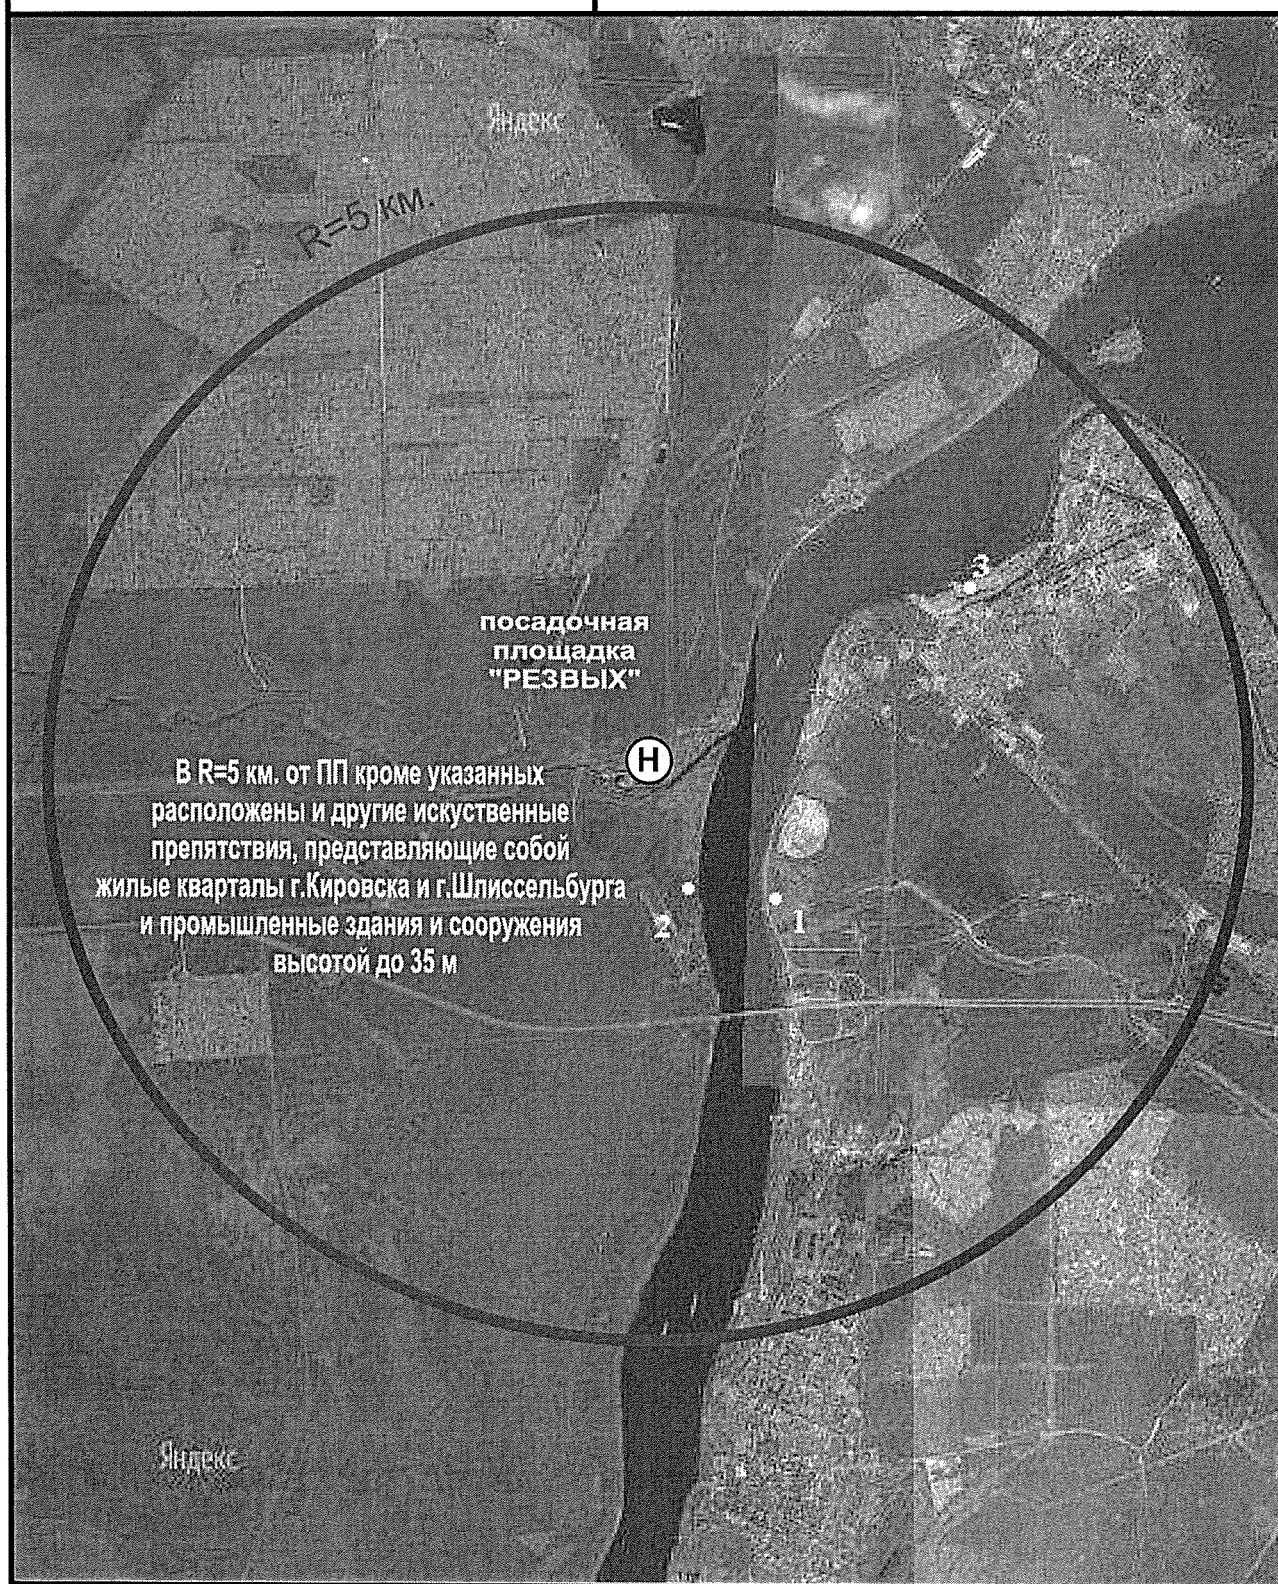 Яндекс
R=5 км.
3
посадочная
площадка
"РЕЗВЫХ"
H
В R=5 км. от ПП кроме указанных
расположены и другие искуственные
препятствия, представляющие собой
жилые кварталы г.Кировска и г.Шлиссельбурга
и промышленные здания и сооружения
высотой до 35 м
2
1
Яндекс